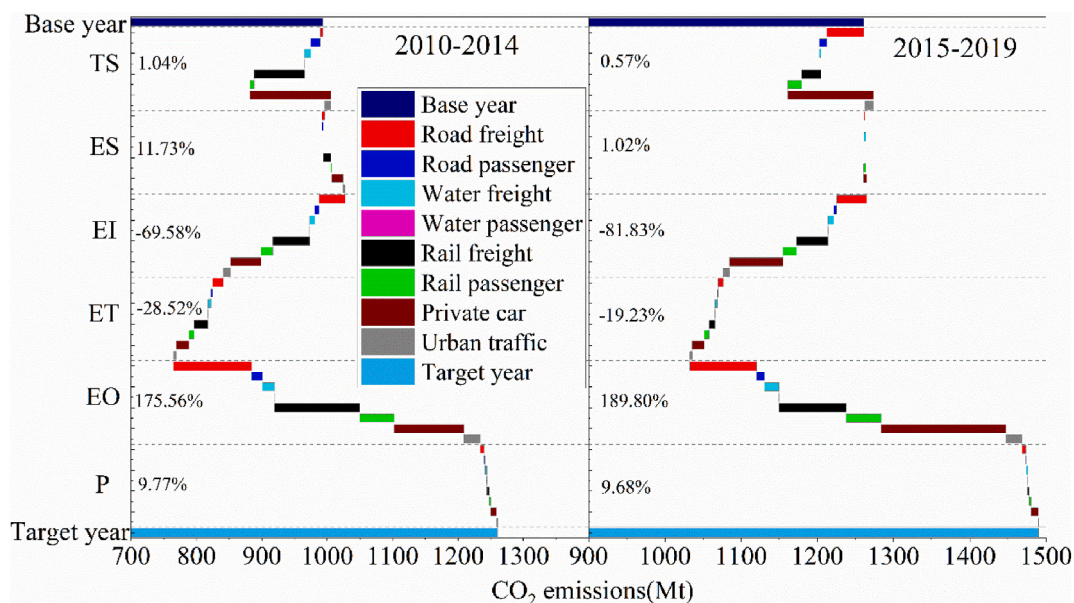 Base year
2010-2014
2015-2019
TS
1.04%
0.57%
ES
11.73%
1.02%
EI
-69.58%
-81.83%
ET
-28.52%
-19.23%
EO
175.56%
189.80%
P
9.77%
9.68%
Target year
Base year
Road freight
Road passenger
Water freight
Water passenger
Rail freight
Rail passenger
Private car
Urban traffic
Target year
700 800 900 1000 1100 1200 1300
900 1000 1100 1200 1300 1400 1500
CO₂ emissions(Mt)